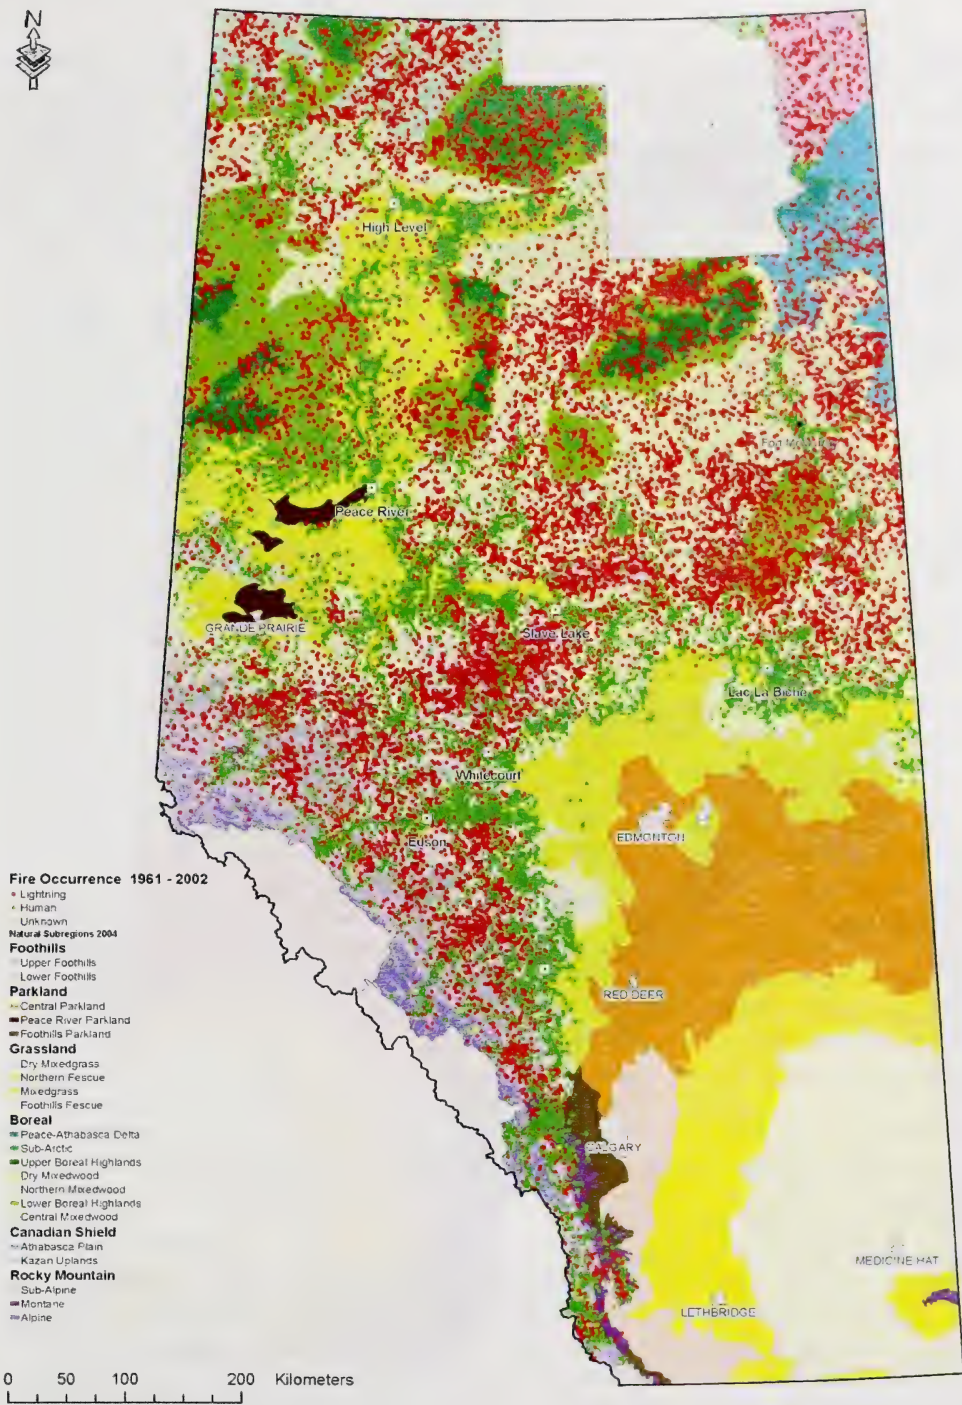 N
High Level
Peace River
GRANDE PRAIRIE
Slave Lake
Lac La Biche
Whitecourt
EDMONTON
Edson
RED DEER
CALGARY
MEDICINE HAT
LETHBRIDGE
Fire Occurrence 1961 - 2002
Lightning
Human
Unknown
Natural Subregions 2004
Foothills
Upper Foothills
Lower Foothills
Parkland
Central Parkland
Peace River Parkland
Foothills Parkland
Grassland
Dry Mixedgrass
Northern Fescue
Mixedgrass
Foothills Fescue
Boreal
Peace-Athabasca Delta
Sub-Arctic
Upper Boreal Highlands
Dry Mixedwood
Northern Mixedwood
Lower Boreal Highlands
Central Mixedwood
Canadian Shield
Athabasca Plain
Kazan Uplands
Rocky Mountain
Sub-Alpine
Montane
Alpine
0 50 100 200 Kilometers